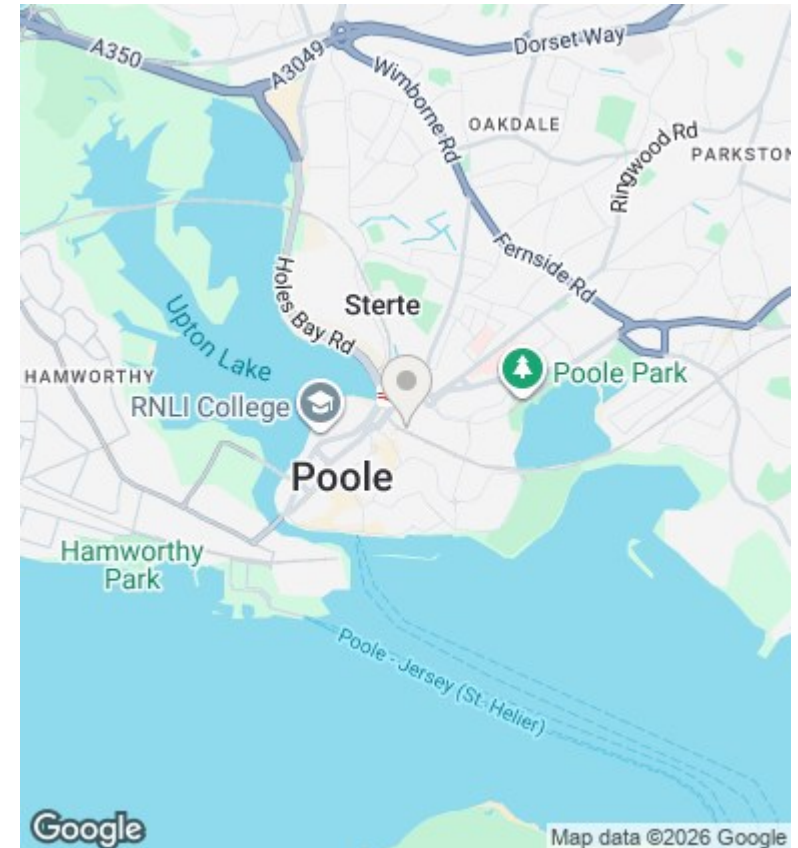 A350
A3049
Dorset Way
Wimborne Rd
OAKDALE
Ringwood Rd
PARKSTON
Fernside Rd
Holes Bay Rd
Sterte
Upton Lake
HAMWORTHY
RNLI College
Poole Park
Poole
Hamworthy
Park
Poole - Jersey (St. Helier)
Google
Map data ©2026 Google